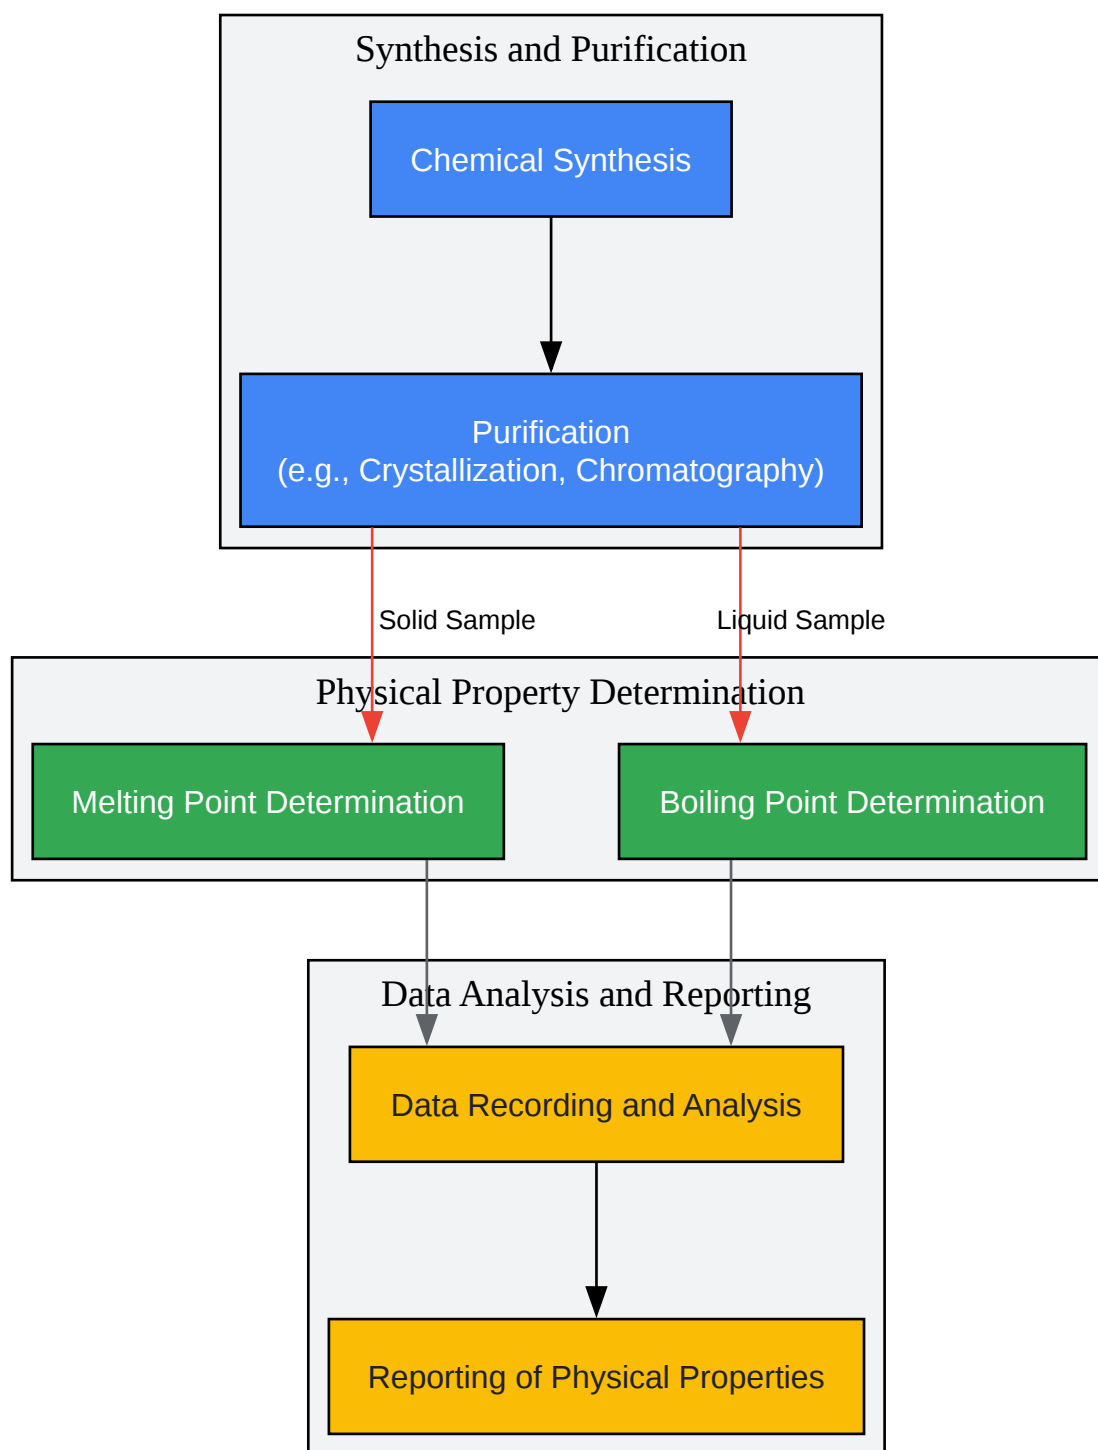 Synthesis and Purification
Chemical Synthesis
Purification
(e.g., Crystallization, Chromatography)
Solid Sample
Liquid Sample
Physical Property Determination
Melting Point Determination
Boiling Point Determination
Data Analysis and Reporting
Data Recording and Analysis
Reporting of Physical Properties